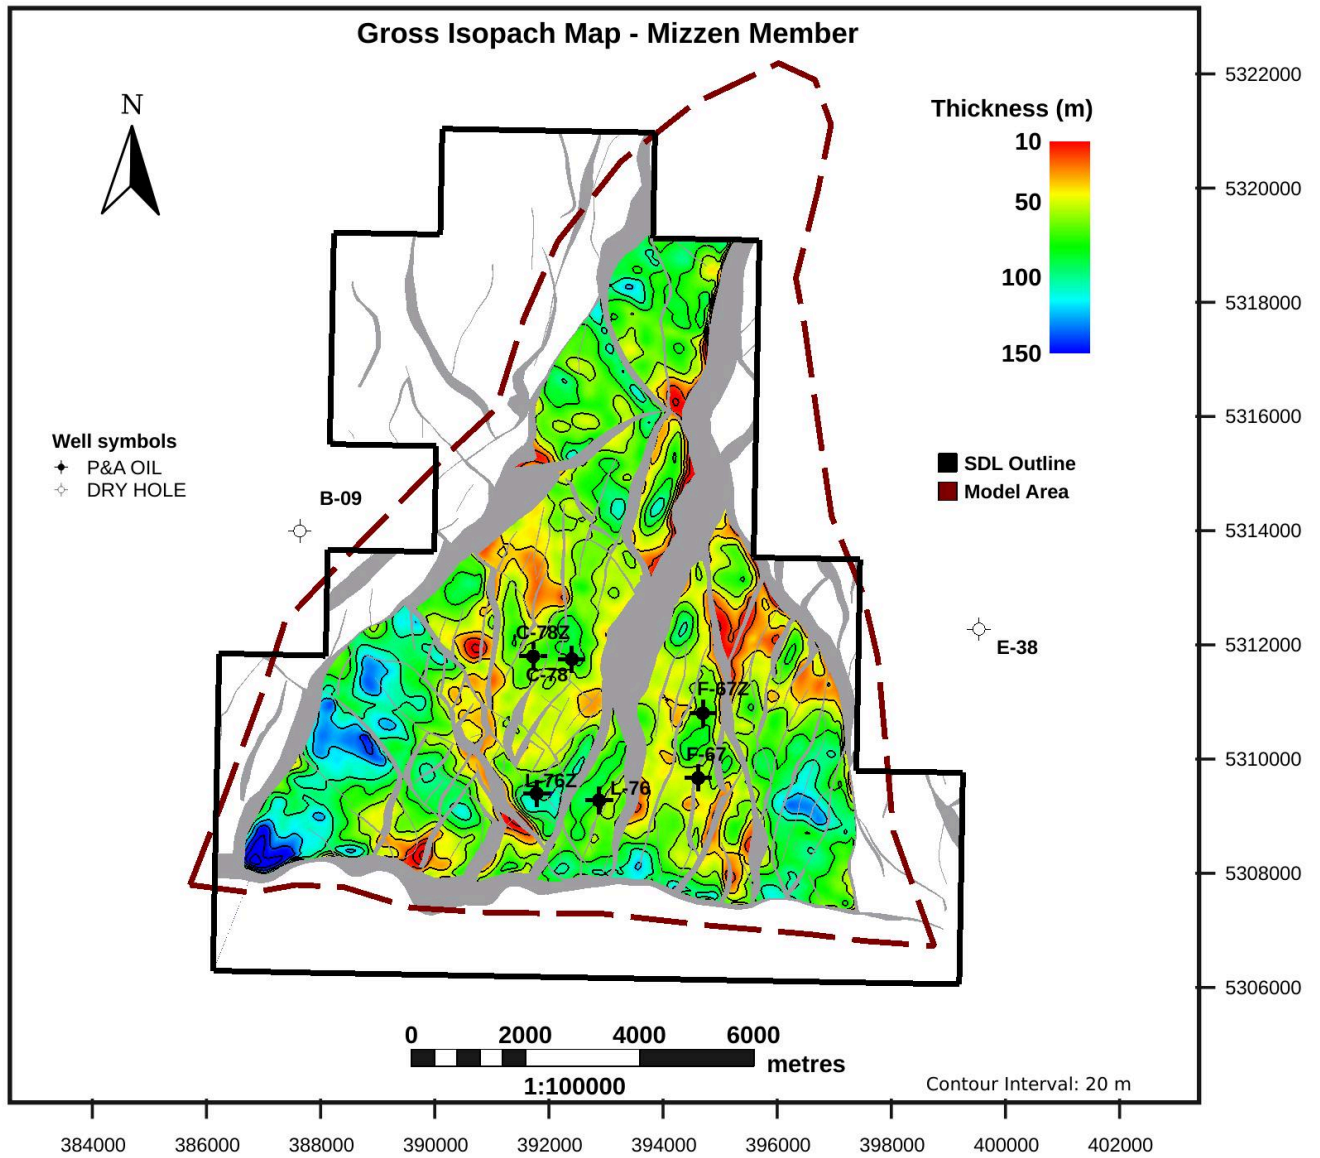 Gross Isopach Map - Mizzen Member
N
Thickness (m)
10
50
100
150
5322000
5320000
5318000
5316000
5314000
5312000
5310000
5308000
5306000
Well symbols
P&A OIL
DRY HOLE
SDL Outline
Model Area
B-09
E-38
C-78Z
C-78
F-67Z
F-67
L-76Z
L-76
0 2000 4000 6000
metres
1:100000
Contour Interval: 20 m
384000 386000 388000 390000 392000 394000 396000 398000 400000 402000